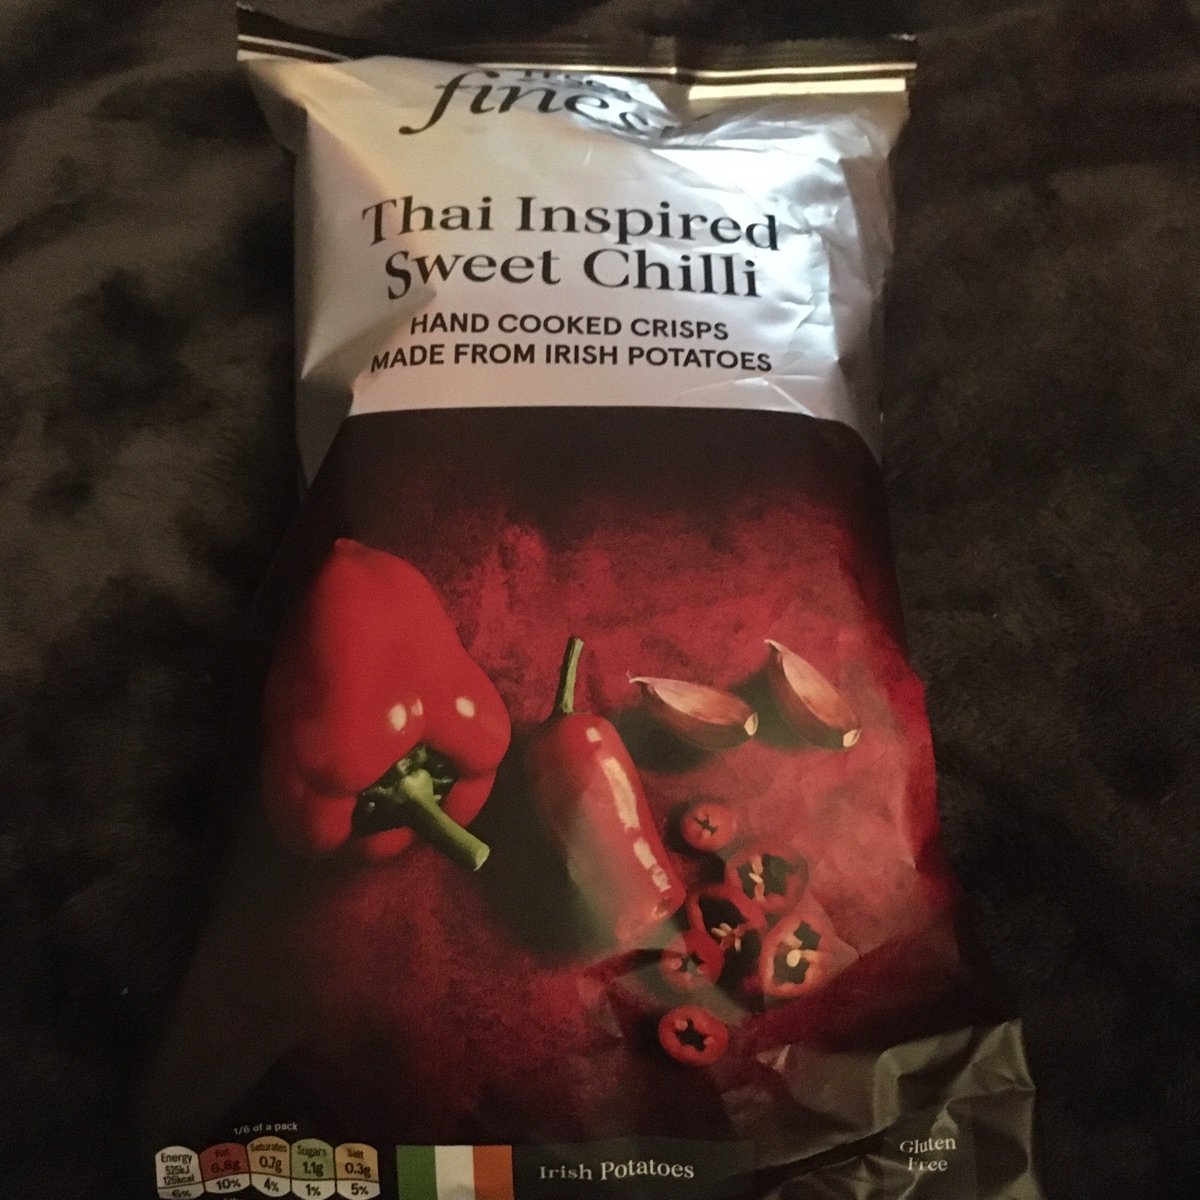 finest
Thai Inspired
Sweet Chilli
HAND COOKED CRISPS
MADE FROM IRISH POTATOES
1/6 of a pack
Energy Fat Saturates Sugars Salt
525kJ 6.8g 0.7g 1.1g 0.3g
126kcal
6% 10% 4% 1% 5%
Irish Potatoes
Gluten
Free